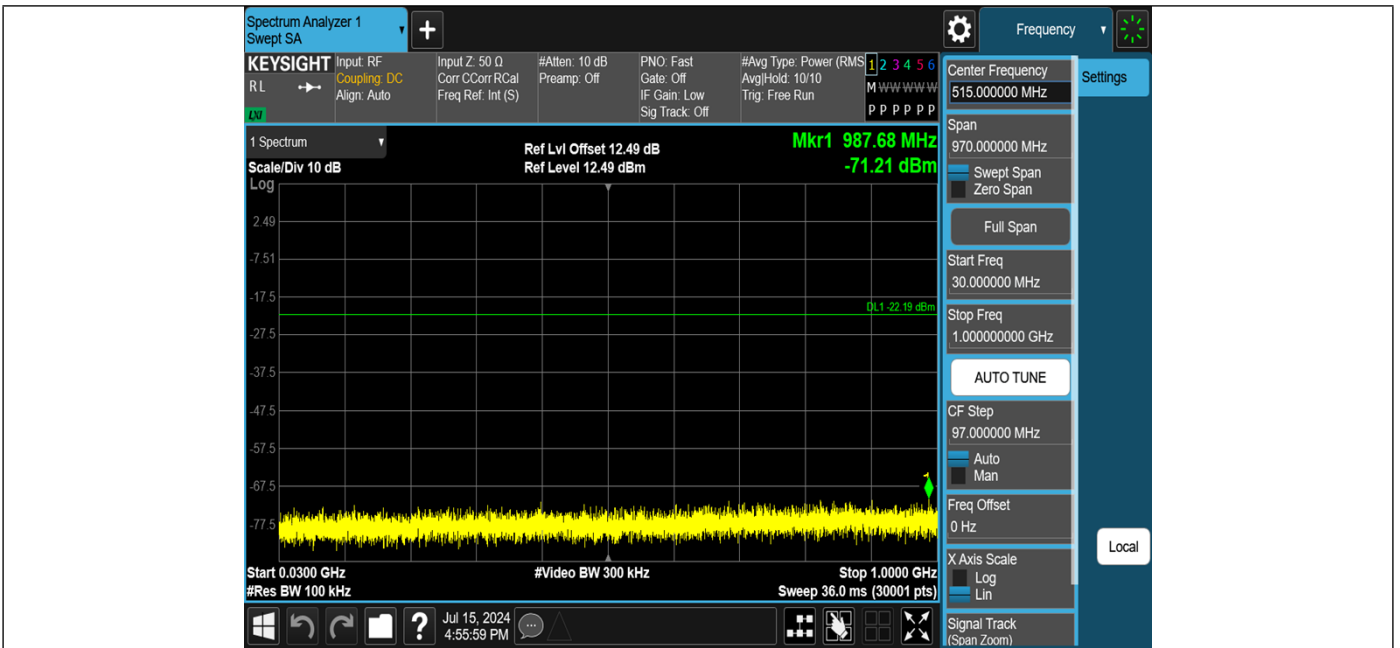 Spectrum Analyzer 1
Swept SA
+
Frequency
KEYSIGHT
R L
LXI
Input: RF
Coupling: DC
Align: Auto
Input Z: 50 Ω
Corr CCorr RCal
Freq Ref: Int (S)
#Atten: 10 dB
Preamp: Off
PNO: Fast
Gate: Off
IF Gain: Low
Sig Track: Off
#Avg Type: Power (RMS
Avg|Hold: 10/10
Trig: Free Run
1 2 3 4 5 6
M W W W W W
P P P P P P
1 Spectrum
Scale/Div 10 dB
Log
Ref Lvl Offset 12.49 dB
Ref Level 12.49 dBm
Mkr1 987.68 MHz
-71.21 dBm
2.49
-7.51
-17.5
DL1 -22.19 dBm
-27.5
-37.5
-47.5
-57.5
-67.5
1
-77.5
Start 0.0300 GHz
#Video BW 300 kHz
Stop 1.0000 GHz
#Res BW 100 kHz
Sweep 36.0 ms (30001 pts)
?
Jul 15, 2024
4:55:59 PM
Center Frequency
515.000000 MHz
Settings
Span
970.000000 MHz
Swept Span
Zero Span
Full Span
Start Freq
30.000000 MHz
Stop Freq
1.000000000 GHz
AUTO TUNE
CF Step
97.000000 MHz
Auto
Man
Freq Offset
0 Hz
Local
X Axis Scale
Log
Lin
Signal Track
(Span Zoom)